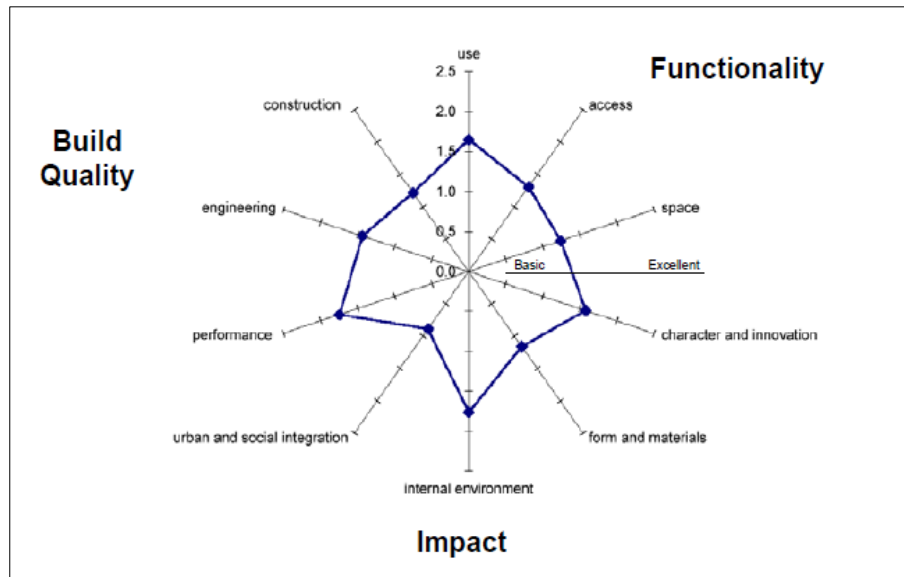 use
Functionality
2.5
construction
access
2.0
Build
Quality
1.5
1.0
engineering
space
0.5
Basic
Excellent
0.0
performance
character and innovation
urban and social integration
form and materials
internal environment
Impact